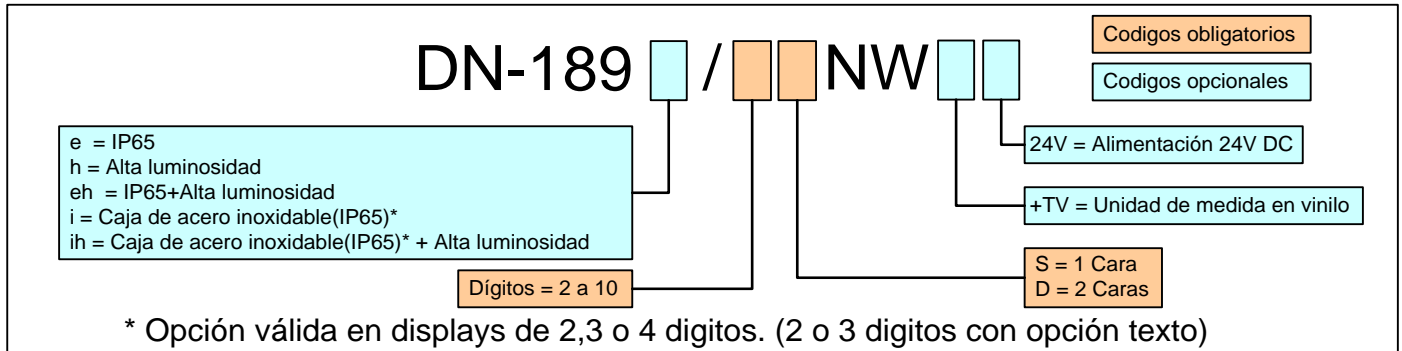 DN-189 / NW
Codigos obligatorios
Codigos opcionales
e = IP65
h = Alta luminosidad
eh = IP65+Alta luminosidad
i = Caja de acero inoxidable(IP65)*
ih = Caja de acero inoxidable(IP65)* + Alta luminosidad
24V = Alimentación 24V DC
+TV = Unidad de medida en vinilo
Dígitos = 2 a 10
S = 1 Cara
D = 2 Caras
* Opción válida en displays de 2,3 o 4 digitos. (2 o 3 digitos con opción texto)